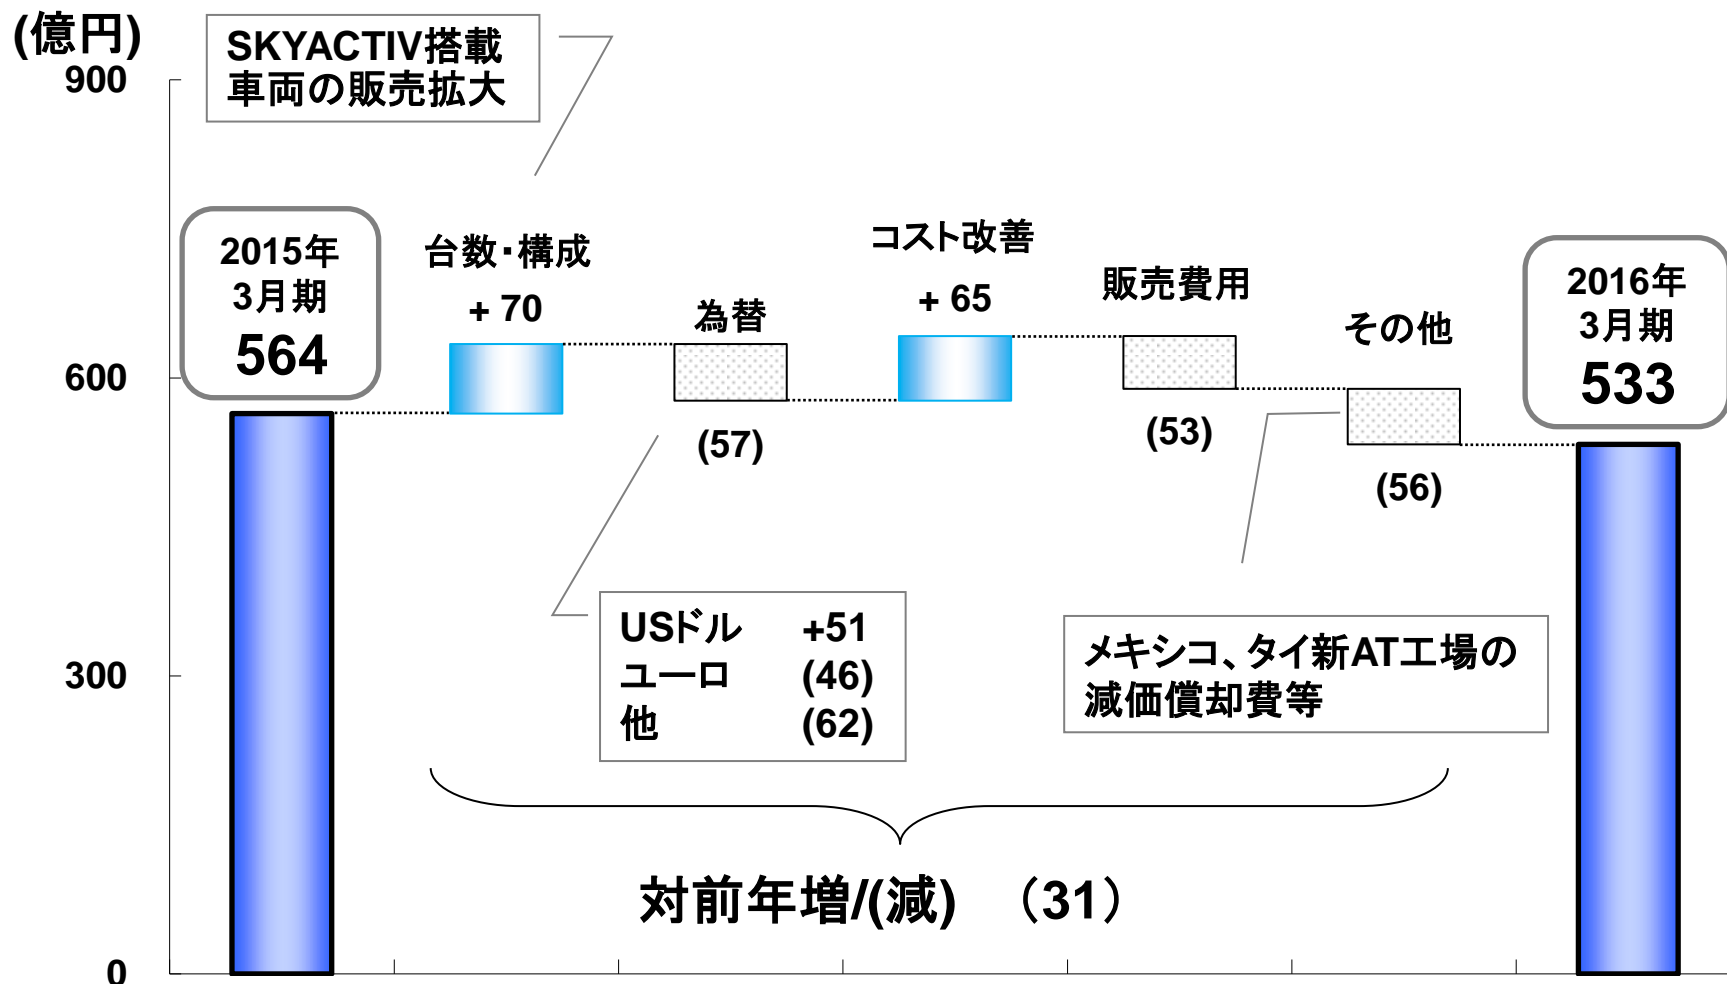 (億円)
SKYACTIV搭載
車両の販売拡大
900
600
300
0
2015年
3月期
564
台数・構成
+ 70
為替
(57)
コスト改善
+ 65
販売費用
(53)
その他
(56)
2016年
3月期
533
USドル +51
ユーロ (46)
他 (62)
メキシコ、タイ新AT工場の
減価償却費等
対前年増/(減) （31）